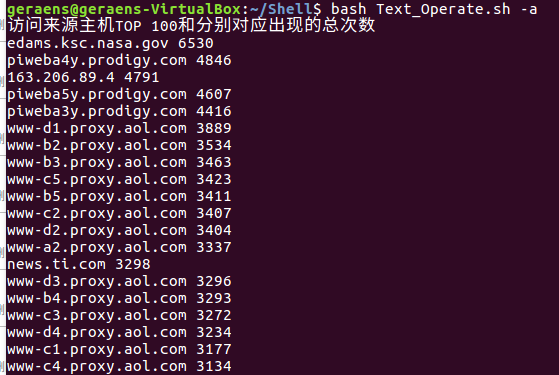 geraens@geraens-VirtualBox:~/Shell$ bash Text_Operate.sh -a
访问来源主机TOP 100和分别对应出现的总次数
edams.ksc.nasa.gov 6530
piweba4y.prodigy.com 4846
163.206.89.4 4791
piweba5y.prodigy.com 4607
piweba3y.prodigy.com 4416
www-d1.proxy.aol.com 3889
www-b2.proxy.aol.com 3534
www-b3.proxy.aol.com 3463
www-c5.proxy.aol.com 3423
www-b5.proxy.aol.com 3411
www-c2.proxy.aol.com 3407
www-d2.proxy.aol.com 3404
www-a2.proxy.aol.com 3337
news.ti.com 3298
www-d3.proxy.aol.com 3296
www-b4.proxy.aol.com 3293
www-c3.proxy.aol.com 3272
www-d4.proxy.aol.com 3234
www-c1.proxy.aol.com 3177
www-c4.proxy.aol.com 3134